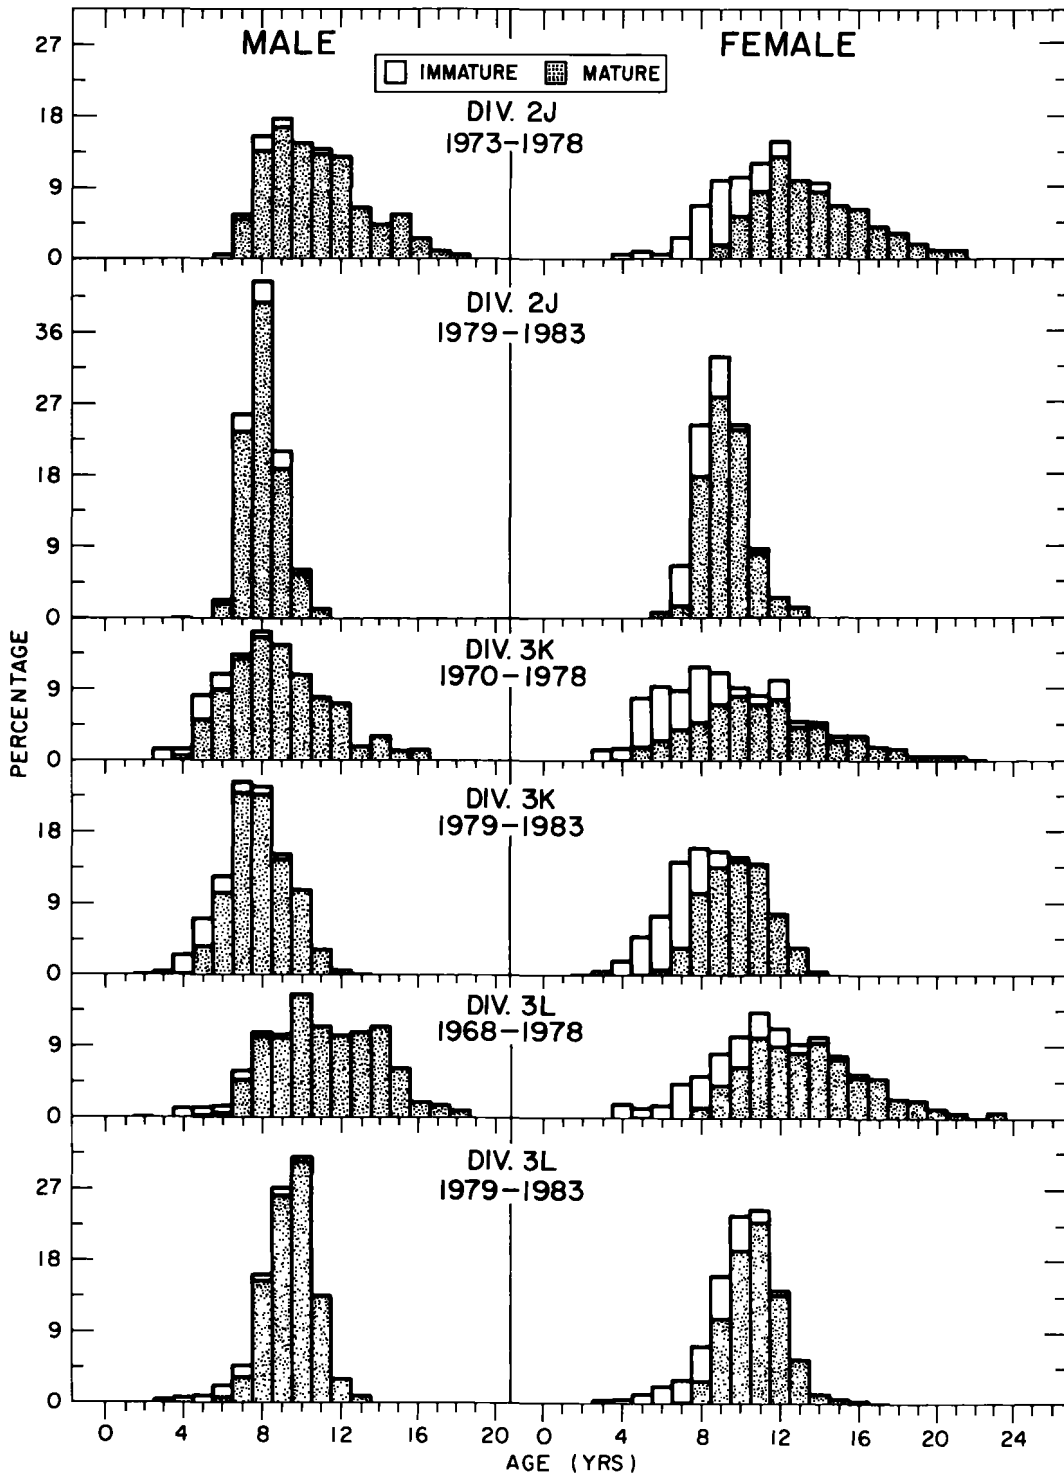 MALE
FEMALE
IMMATURE MATURE
DIV. 2J
1973-1978
27
18
9
0
DIV. 2J
1979-1983
36
27
18
9
0
DIV. 3K
1970-1978
9
0
DIV. 3K
1979-1983
18
9
0
DIV. 3L
1968-1978
9
0
DIV. 3L
1979-1983
27
18
9
0
PERCENTAGE
0 4 8 12 16 20 0 4 8 12 16 20 24
AGE (YRS)